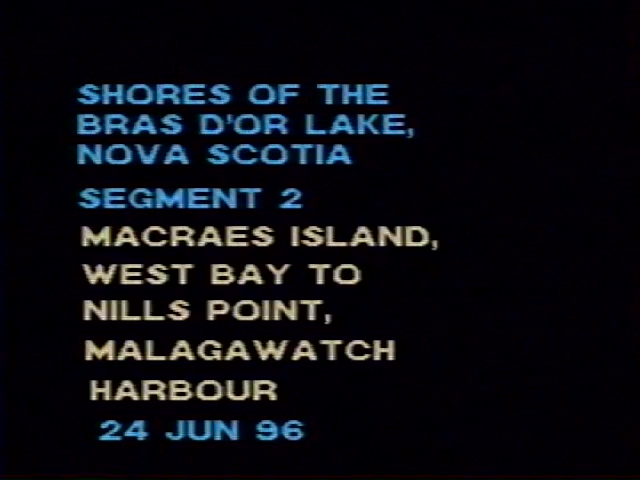 SHORES OF THE
BRAS D'OR LAKE,
NOVA SCOTIA
SEGMENT 2
MACRAES ISLAND,
WEST BAY TO
NILLS POINT,
MALAGAWATCH
HARBOUR
24 JUN 96